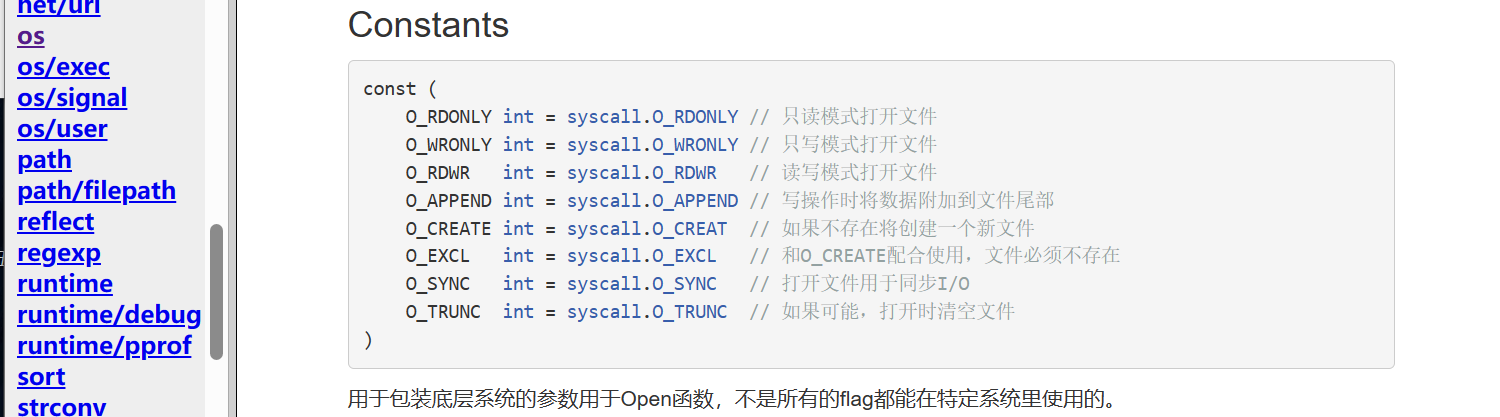 net/url
os
os/exec
os/signal
os/user
path
path/filepath
reflect
regexp
runtime
runtime/debug
runtime/pprof
sort
strconv
Constants
const (
    O_RDONLY int = syscall.O_RDONLY // 只读模式打开文件
    O_WRONLY int = syscall.O_WRONLY // 只写模式打开文件
    O_RDWR   int = syscall.O_RDWR   // 读写模式打开文件
    O_APPEND int = syscall.O_APPEND // 写操作时将数据附加到文件尾部
    O_CREATE int = syscall.O_CREAT  // 如果不存在将创建一个新文件
    O_EXCL   int = syscall.O_EXCL   // 和O_CREATE配合使用，文件必须不存在
    O_SYNC   int = syscall.O_SYNC   // 打开文件用于同步I/O
    O_TRUNC  int = syscall.O_TRUNC  // 如果可能，打开时清空文件
)
用于包装底层系统的参数用于Open函数，不是所有的flag都能在特定系统里使用的。